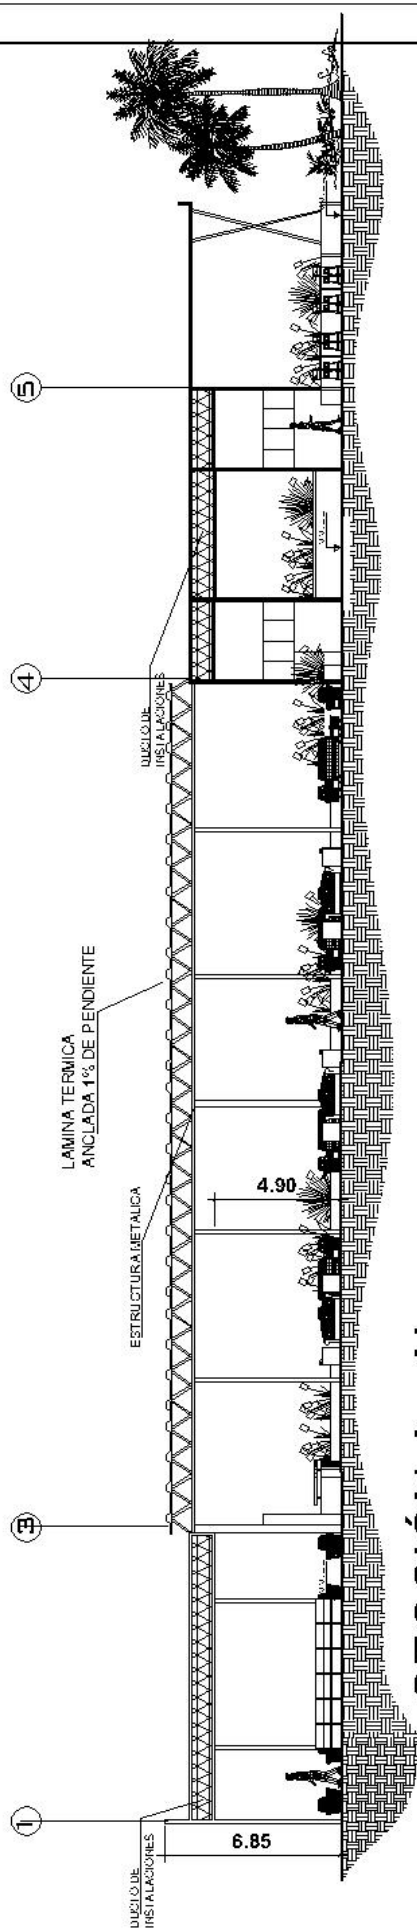 1
3
4
5
DUCTO DE
INSTALACIONES
ESTRUCTURA METALICA
LAMINA TERMICA
ANCLADA 1% DE PENDIENTE
DUCTO DE
INSTALACIONES
6.85
4.90